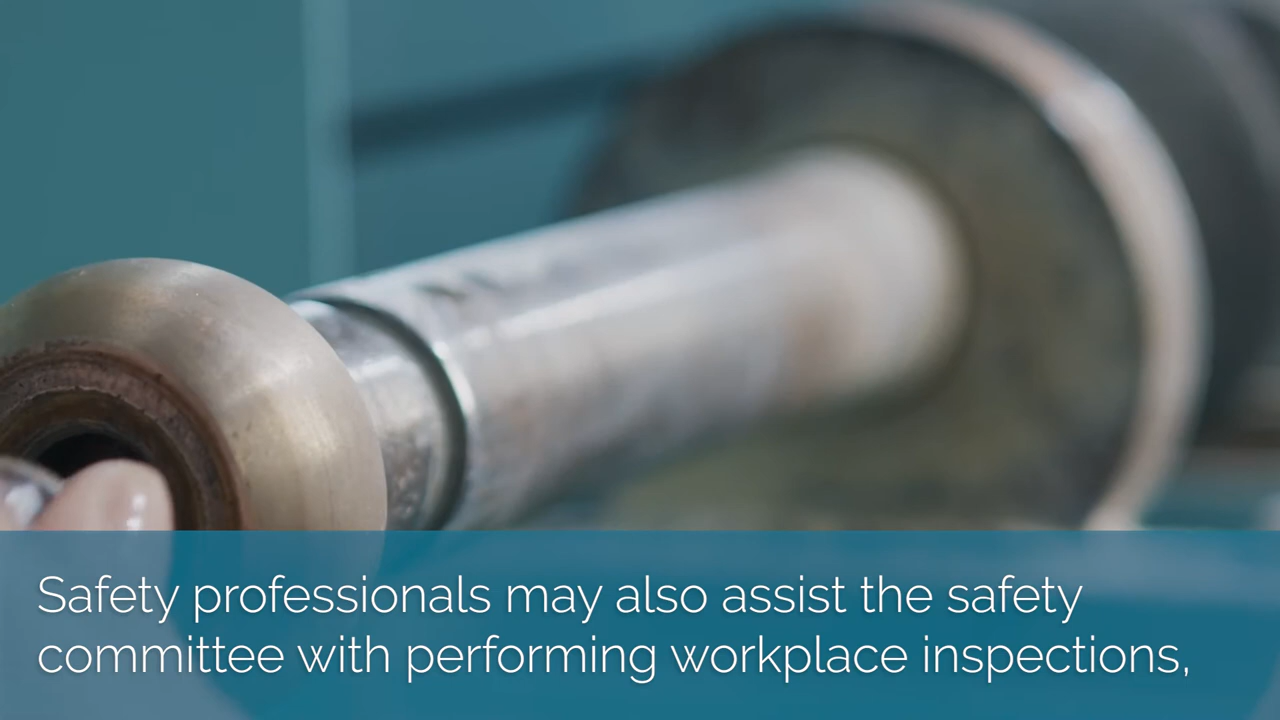 Safety professionals may also assist the safety
committee with performing workplace inspections,